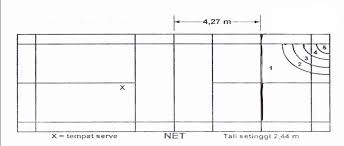 4,27 m
1 2 3 4 5
X
X = tempat serve NET Tali setinggi 2,44 m